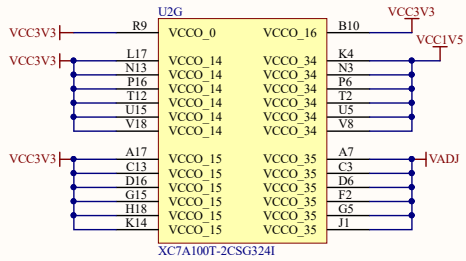 U2G
VCC3V3 R9 VCCO_0 VCCO_16 B10 VCC3V3
VCC3V3 L17 VCCO_14 VCCO_34 K4 VCC1V5
N13 VCCO_14 VCCO_34 N3
P16 VCCO_14 VCCO_34 P6
T12 VCCO_14 VCCO_34 T2
U15 VCCO_14 VCCO_34 U5
V18 VCCO_14 VCCO_34 V8
VCC3V3 A17 VCCO_15 VCCO_35 A7 VADJ
C13 VCCO_15 VCCO_35 C3
D16 VCCO_15 VCCO_35 D6
G15 VCCO_15 VCCO_35 F2
H18 VCCO_15 VCCO_35 G5
K14 VCCO_15 VCCO_35 J1
XC7A100T-2CSG324I